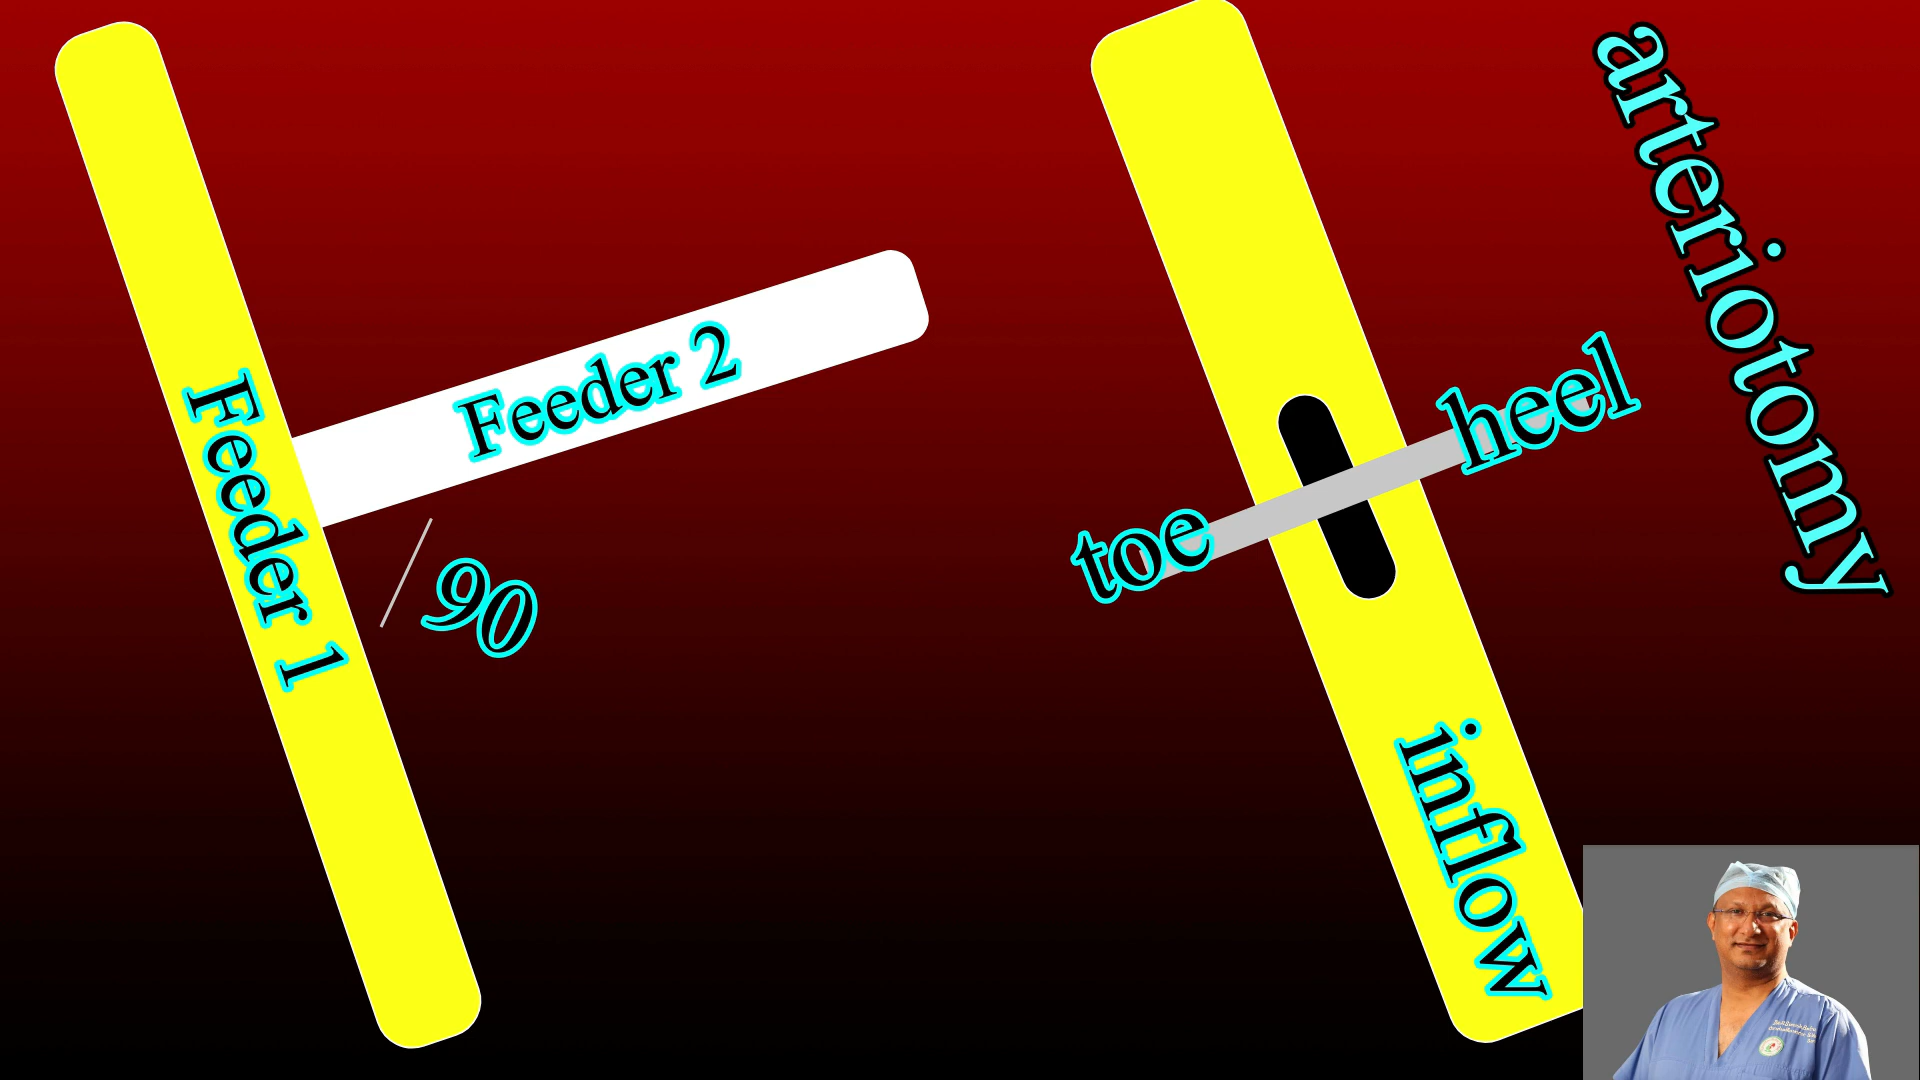 Feeder 1
Feeder 2
90
arteriotomy
toe
heel
inflow